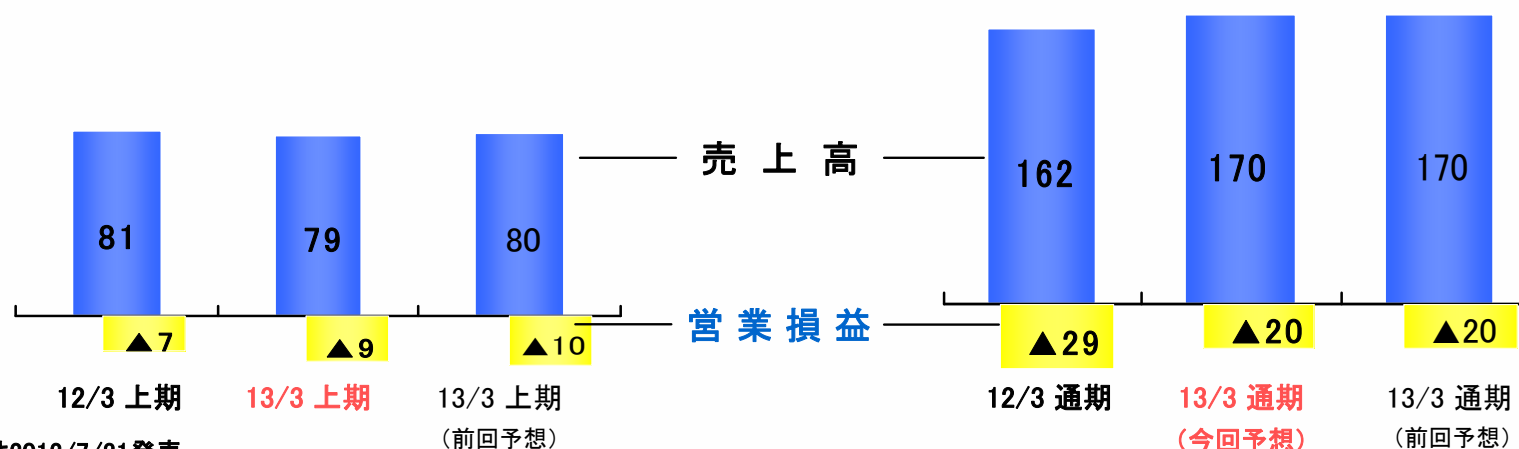 売上高
162
170
170
81
79
80
営業損益
▲7
▲9
▲10
▲29
▲20
▲20
12/3 上期
13/3 上期
13/3 上期
（前回予想）
12/3 通期
13/3 通期
（今回予想）
13/3 通期
（前回予想）